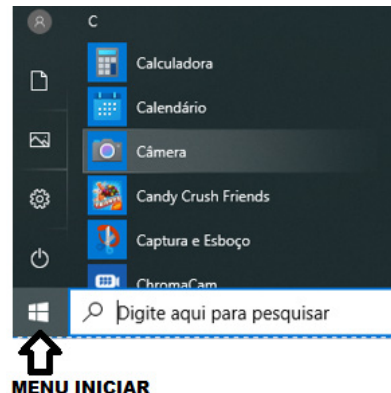 C
Calculadora
Calendário
Câmera
Candy Crush Friends
Captura e Esboço
ChromaCam
Digite aqui para pesquisar
MENU INICIAR